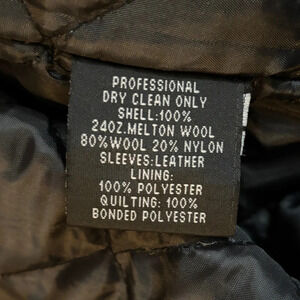 PROFESSIONAL
DRY CLEAN ONLY
SHELL:100%
24OZ.MELTON WOOL
80%WOOL 20% NYLON
SLEEVES:LEATHER
LINING:
100% POLYESTER
QUILTING: 100%
BONDED POLYESTER